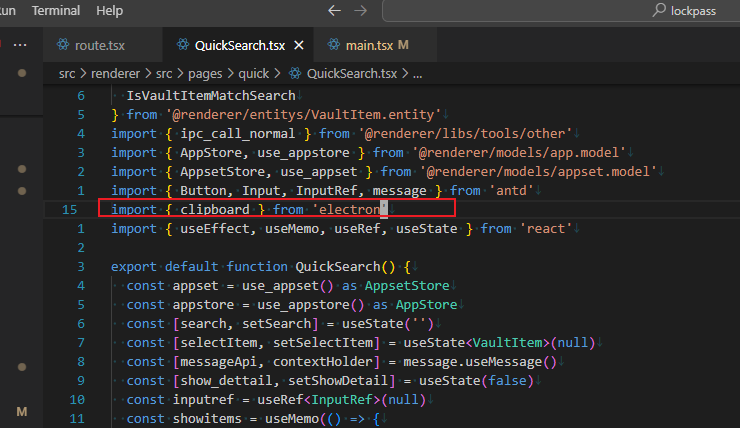 Run Terminal Help
lockpass
route.tsx QuickSearch.tsx main.tsx M
src > renderer > src > pages > quick > QuickSearch.tsx > ...
6 IsVaultItemMatchSearch
5 } from '@renderer/entitys/VaultItem.entity'
4 import { ipc_call_normal } from '@renderer/libs/tools/other'
3 import { AppStore, use_appstore } from '@renderer/models/app.model'
2 import { AppsetStore, use_appset } from '@renderer/models/appset.model'
1 import { Button, Input, InputRef, message } from 'antd'
15 import { clipboard } from 'electron'
1 import { useEffect, useMemo, useRef, useState } from 'react'
2
3 export default function QuickSearch() {
4 const appset = use_appset() as AppsetStore
5 const appstore = use_appstore() as AppStore
6 const [search, setSearch] = useState('')
7 const [selectItem, setSelectItem] = useState<VaultItem>(null)
8 const [messageApi, contextHolder] = message.useMessage()
9 const [show_dettail, setShowDetail] = useState(false)
10 const inputref = useRef<InputRef>(null)
11 const showitems = useMemo(() => {
M